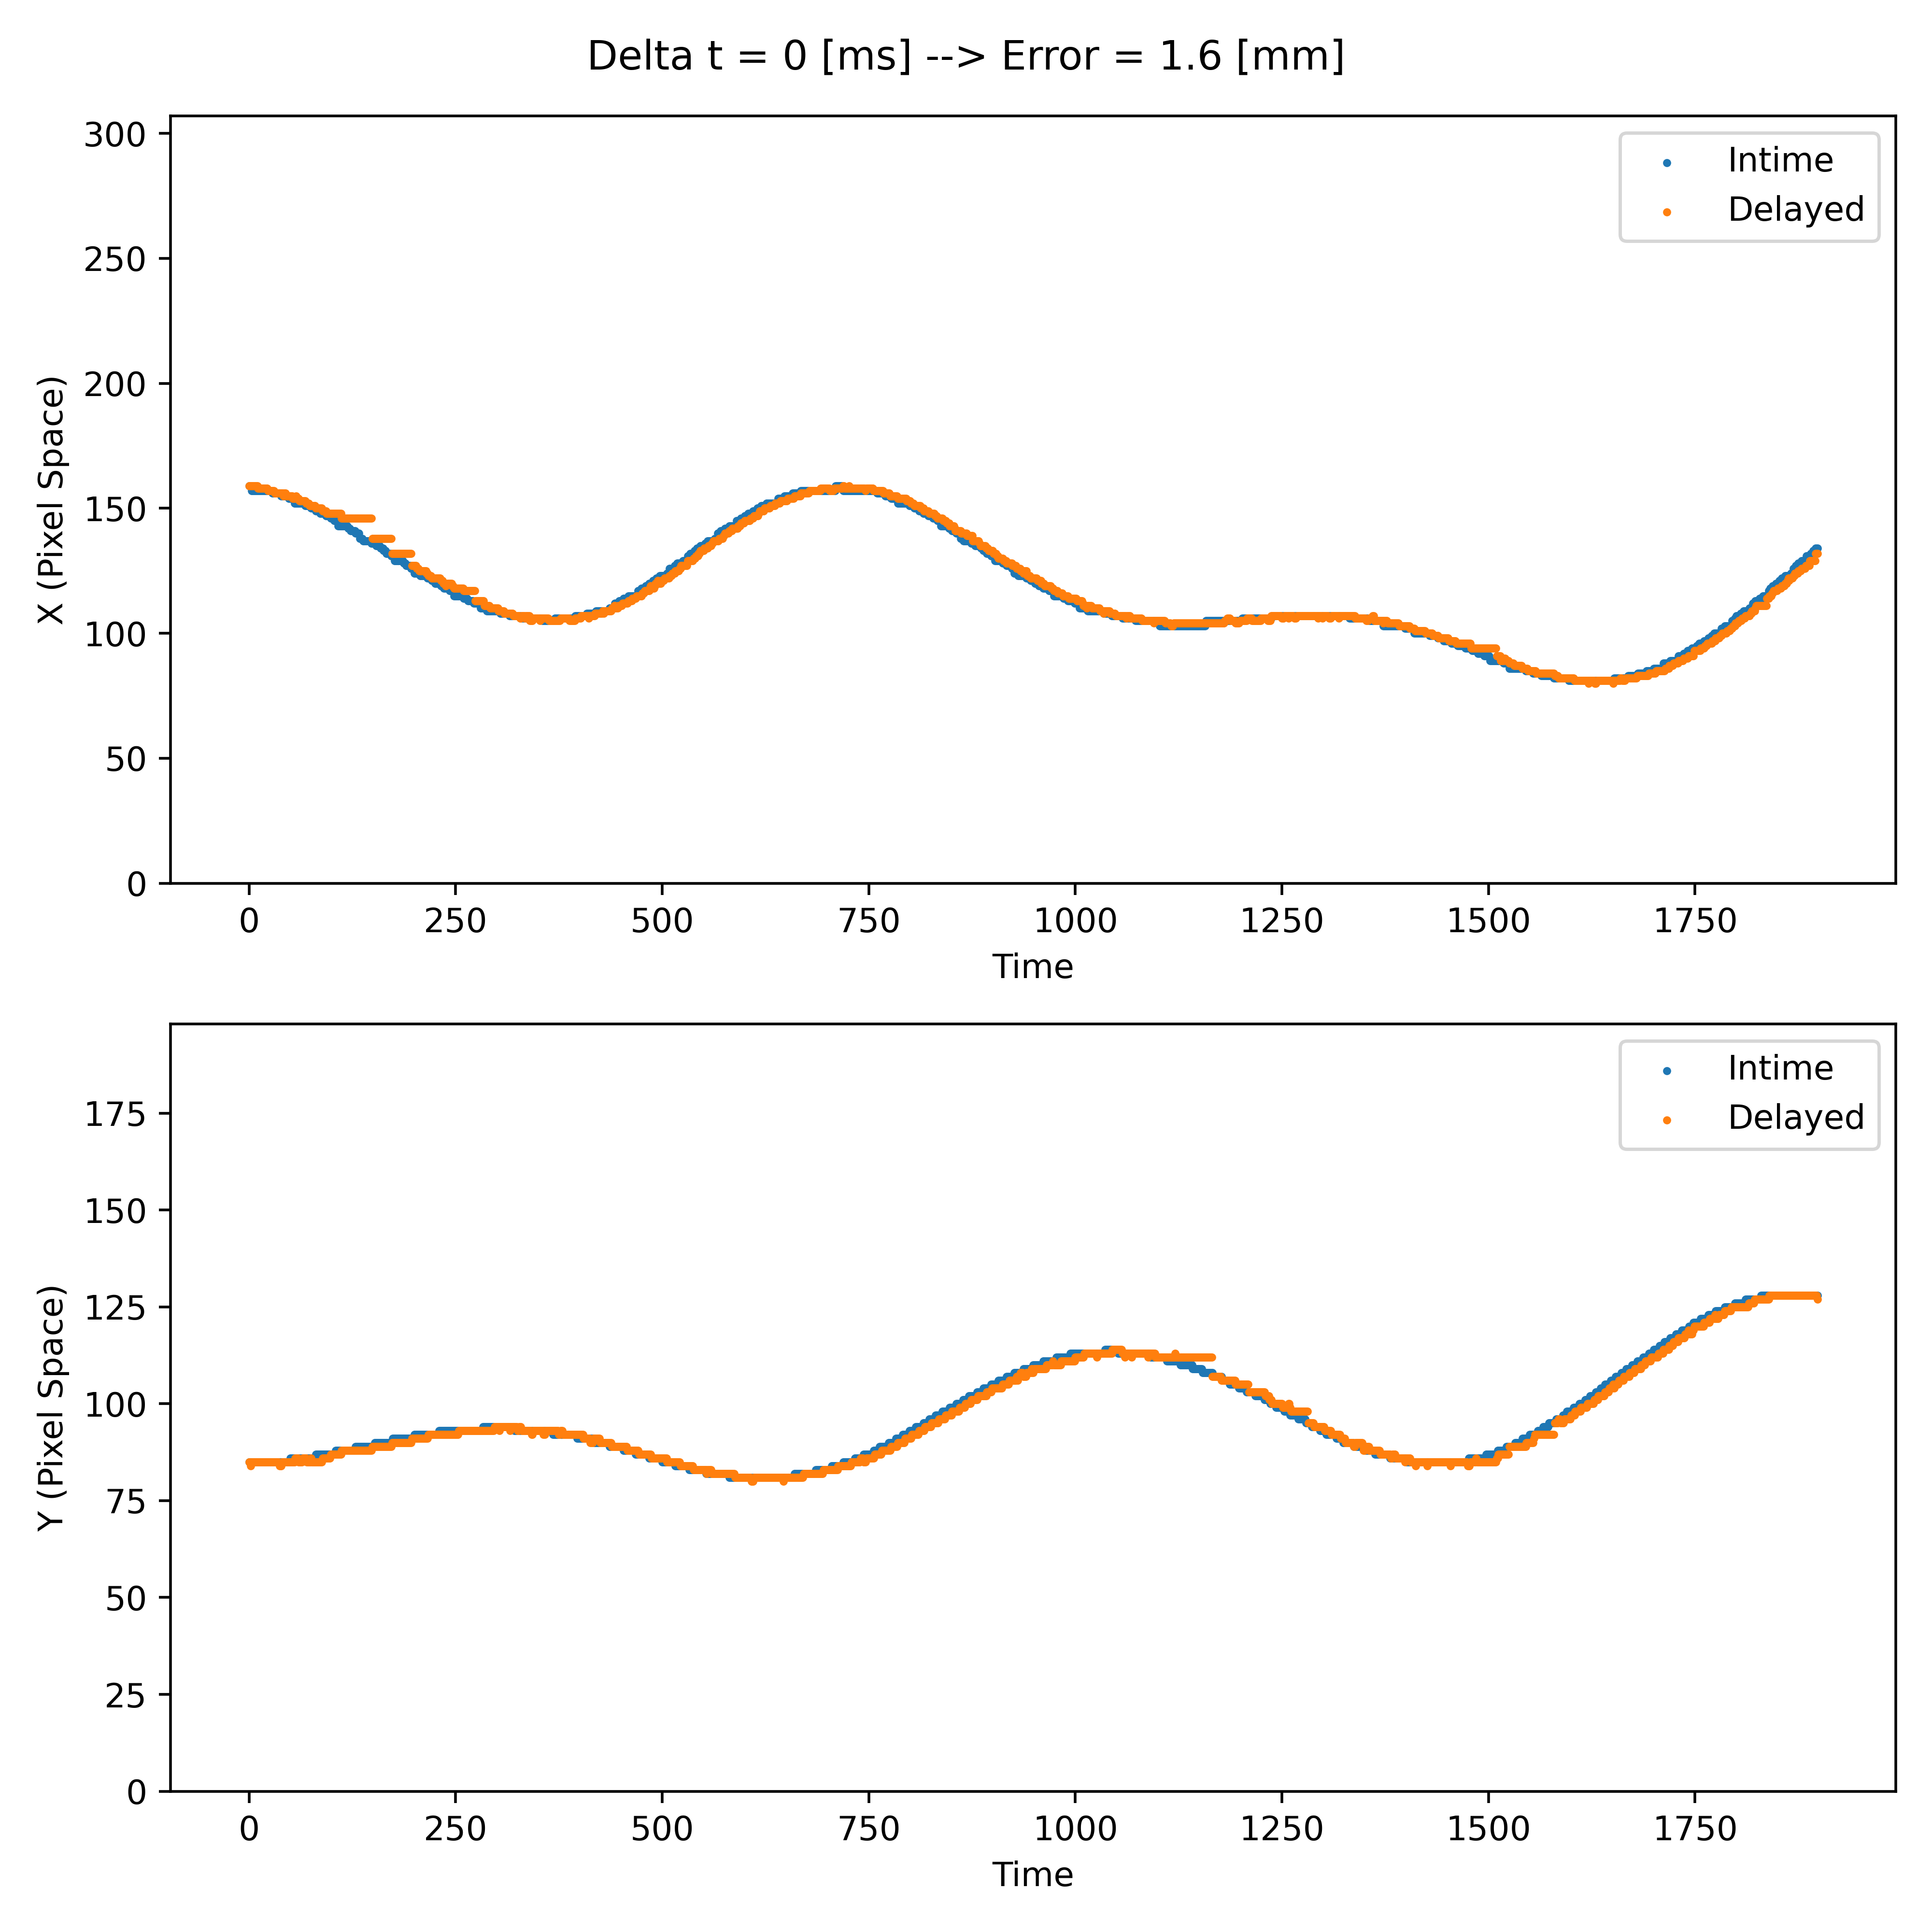 Delta t = 0 [ms] --> Error = 1.6 [mm]
300
250
200
150
100
50
0
X (Pixel Space)
Intime
Delayed
0 250 500 750 1000 1250 1500 1750
Time
175
150
125
100
75
50
25
0
Y (Pixel Space)
Intime
Delayed
0 250 500 750 1000 1250 1500 1750
Time